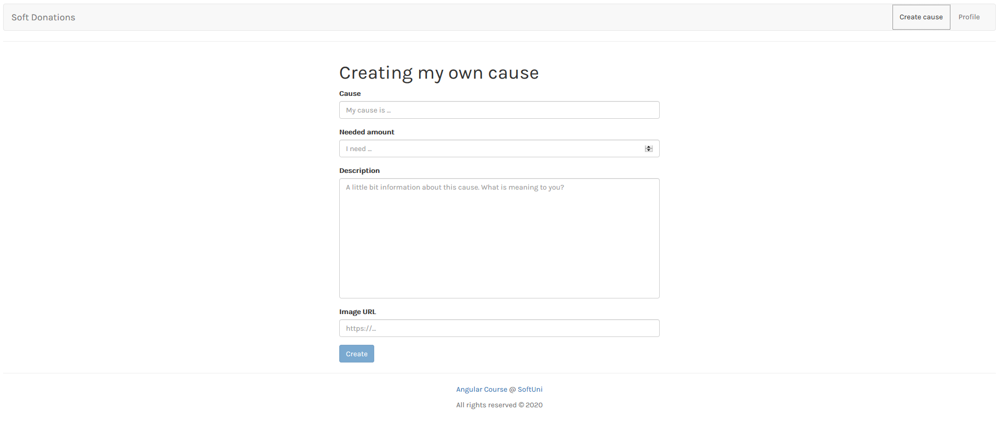 Soft Donations
Create cause
Profile
Creating my own cause
Cause
My cause is ...
Needed amount
I need ...
Description
A little bit information about this cause. What is meaning to you?
Image URL
https://...
Create
Angular Course @ SoftUni
All rights reserved © 2020